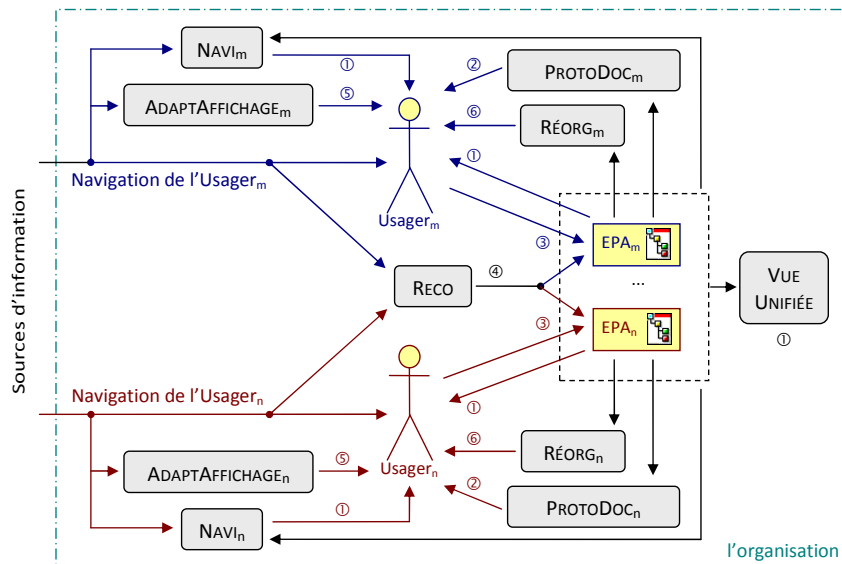 NAVIm
①
②
PROTODOCm
ADAPTAFFICHAGEm
⑤
⑥
RÉORGm
①
Navigation de l'Usagerm
Usagerm
③
EPAm
Sources d'information
RECO
④
...
VUE
UNIFIÉE
①
③
EPAn
Navigation de l'Usagern
①
Usagern
⑥
RÉORGn
ADAPTAFFICHAGEn
⑤
②
PROTODOCn
NAVIn
①
l'organisation